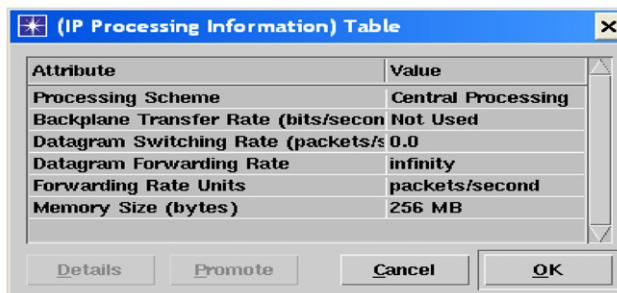 (IP Processing Information) Table
Attribute Value
Processing Scheme Central Processing
Backplane Transfer Rate (bits/secon Not Used
Datagram Switching Rate (packets/s 0.0
Datagram Forwarding Rate infinity
Forwarding Rate Units packets/second
Memory Size (bytes) 256 MB
Details Promote Cancel OK